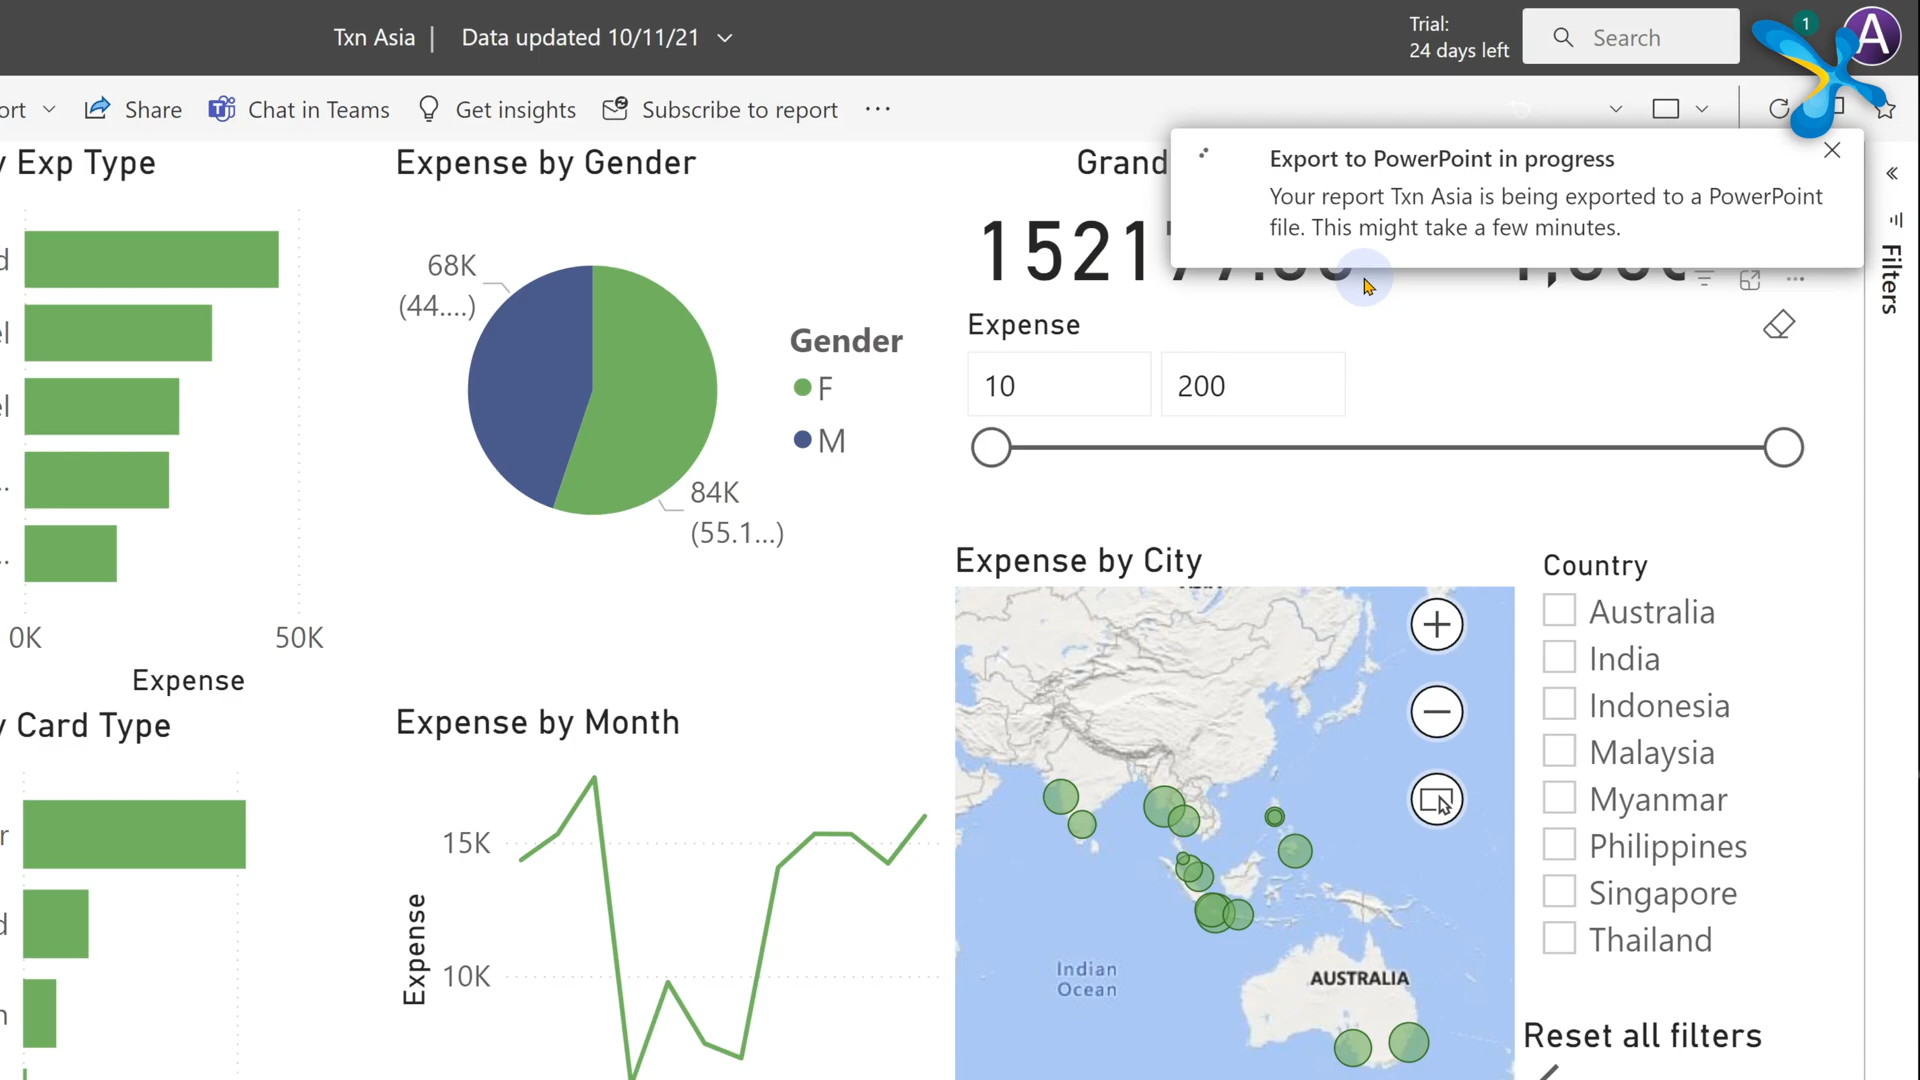 Txn Asia | Data updated 10/11/21
Trial:
24 days left
Search
1
A
ort
Share
Chat in Teams
Get insights
Subscribe to report
Export to PowerPoint in progress
Your report Txn Asia is being exported to a PowerPoint
file. This might take a few minutes.
Filters
y Exp Type
d
el
el
..
..
0K
50K
Expense
Expense by Gender
68K
(44....)
84K
(55.1...)
Gender
F
M
Grand
Expense
10
200
y Card Type
r
d
n
Expense by Month
15K
10K
Expense
Expense by City
Indian
Ocean
AUSTRALIA
Country
Australia
India
Indonesia
Malaysia
Myanmar
Philippines
Singapore
Thailand
Reset all filters